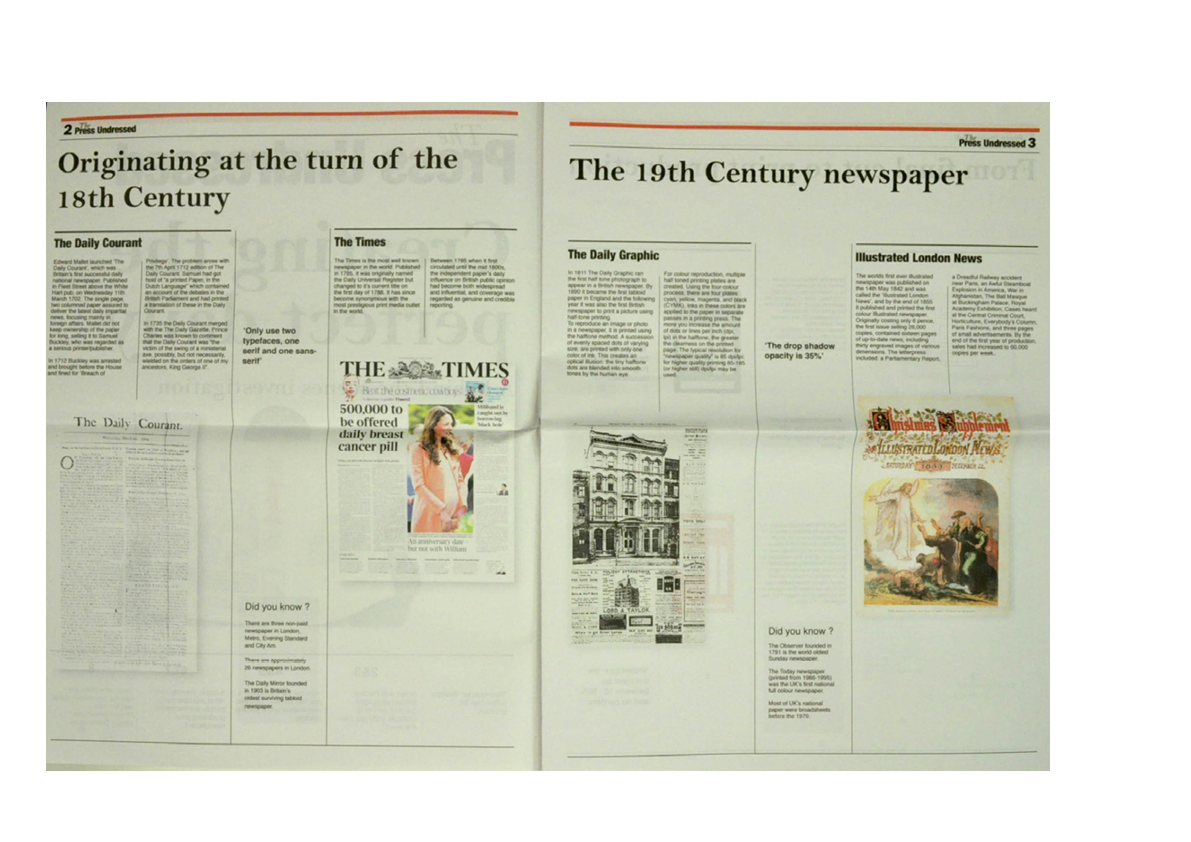 2 The Press Undressed
Originating at the turn of the
18th Century
The Daily Courant
Edward Mallet launched 'The
Daily Courant', which was
Britain's first successful daily
national newspaper. Published
in Fleet Street above the White
Hart pub, on Wednesday 11th
March 1702. The single page,
two columned paper assured to
deliver the latest daily impartial
news, focusing mainly in
foreign affairs. Mallet did not
keep ownership of the paper
for long, selling it to Samuel
Buckley, who was regarded as
a serious printer/publisher.
In 1712 Buckley was arrested
and brought before the House
and fined for 'Breach of
Privilege'. The problem arose with
the 7th April 1712 edition of The
Daily Courant. Samuel had got
hold of 'a printed Paper, in the
Dutch Language' which contained
an account of the debates in the
British Parliament and had printed
a translation of these in the Daily
Courant.
In 1735 the Daily Courant merged
with The Daily Gazette. Prince
Charles was known to comment
that the Daily Courant was "the
victim of the swing of a ministerial
axe, possibly, but not necessarily,
wielded on the orders of one of my
ancestors, King George II".
The Daily Courant.
'Only use two
typefaces, one
serif and one sans-
serif'
Did you know ?
There are three non-paid
newspaper in London,
Metro, Evening Standard
and City Am.
There are approximately
26 newspapers in London.
The Daily Mirror founded
in 1903 is Britain's
oldest surviving tabloid
newspaper.
The Times
The Times is the most well known
newspaper in the world. Published
in 1785, it was originally named
the Daily Universal Register but
changed to it's current title on
the first day of 1788. It has since
become synonymous with the
most prestigious print media outlet
in the world.
Between 1785 when it first
circulated until the mid 1800s,
the independent paper's daily
influence on British public opinion
had become both widespread
and influential, and coverage was
regarded as genuine and credible
reporting.
THE TIMES
500,000 to
be offered
daily breast
cancer pill
An anniversary date
but not with William
The Press Undressed 3
The 19th Century newspaper
The Daily Graphic
In 1811 The Daily Graphic ran
the first half tone photograph to
appear in a British newspaper. By
1890 it became the first tabloid
paper in England and the following
year it was also the first British
newspaper to print a picture using
half-tone printing.
To reproduce an image or photo
in a newspaper, it is printed using
the halftone method. A succession
of evenly spaced dots of varying
size, are printed with only one
color of ink. This creates an
optical illusion: the tiny halftone
dots are blended into smooth
tones by the human eye.
For colour reproduction, multiple
half toned printing plates are
created. Using the four-colour
process, there are four plates:
cyan, yellow, magenta, and black
(CYMK). Inks in these colors are
applied to the paper in separate
passes in a printing press. The
more you increase the amount
of dots or lines per inch (dpi,
lpi) in the halftone, the greater
the clearness on the printed
page. The typical resolution for
"newspaper quality" is 85 dpi/lpi;
for higher quality printing 85-185
(or higher still) dpi/lpi may be
used.
LORD & TAYLOR.
'The drop shadow
opacity is 35%'
Did you know ?
The Observer founded in
1791 is the world oldest
Sunday newspaper.
The Today newspaper
(printed from 1986-1995)
was the UK's first national
full colour newspaper.
Most of UK's national
paper were broadsheets
before the 1970.
Illustrated London News
The worlds first ever illustrated
newspaper was published on
the 14th May 1842 and was
called the 'Illustrated London
News', and by the end of 1855
it published and printed the first
colour illustrated newspaper.
Originally costing only 6 pence,
the first issue selling 26,000
copies, contained sixteen pages
of up-to-date news, including
thirty engraved images of various
dimensions. The letterpress
included: a Parliamentary Report,
a Dreadful Railway accident
near Paris, an Awful Steamboat
Explosion in America, War in
Afghanistan, The Ball Masque
at Buckingham Palace, Royal
Academy Exhibition, Cases heard
at the Central Criminal Court,
Horticulture, Everybody's Column,
Paris Fashions, and three pages
of small advertisements. By the
end of the first year of production,
sales had increased to 60,000
copies per week.
Christmas Supplement
ILLUSTRATED LONDON NEWS